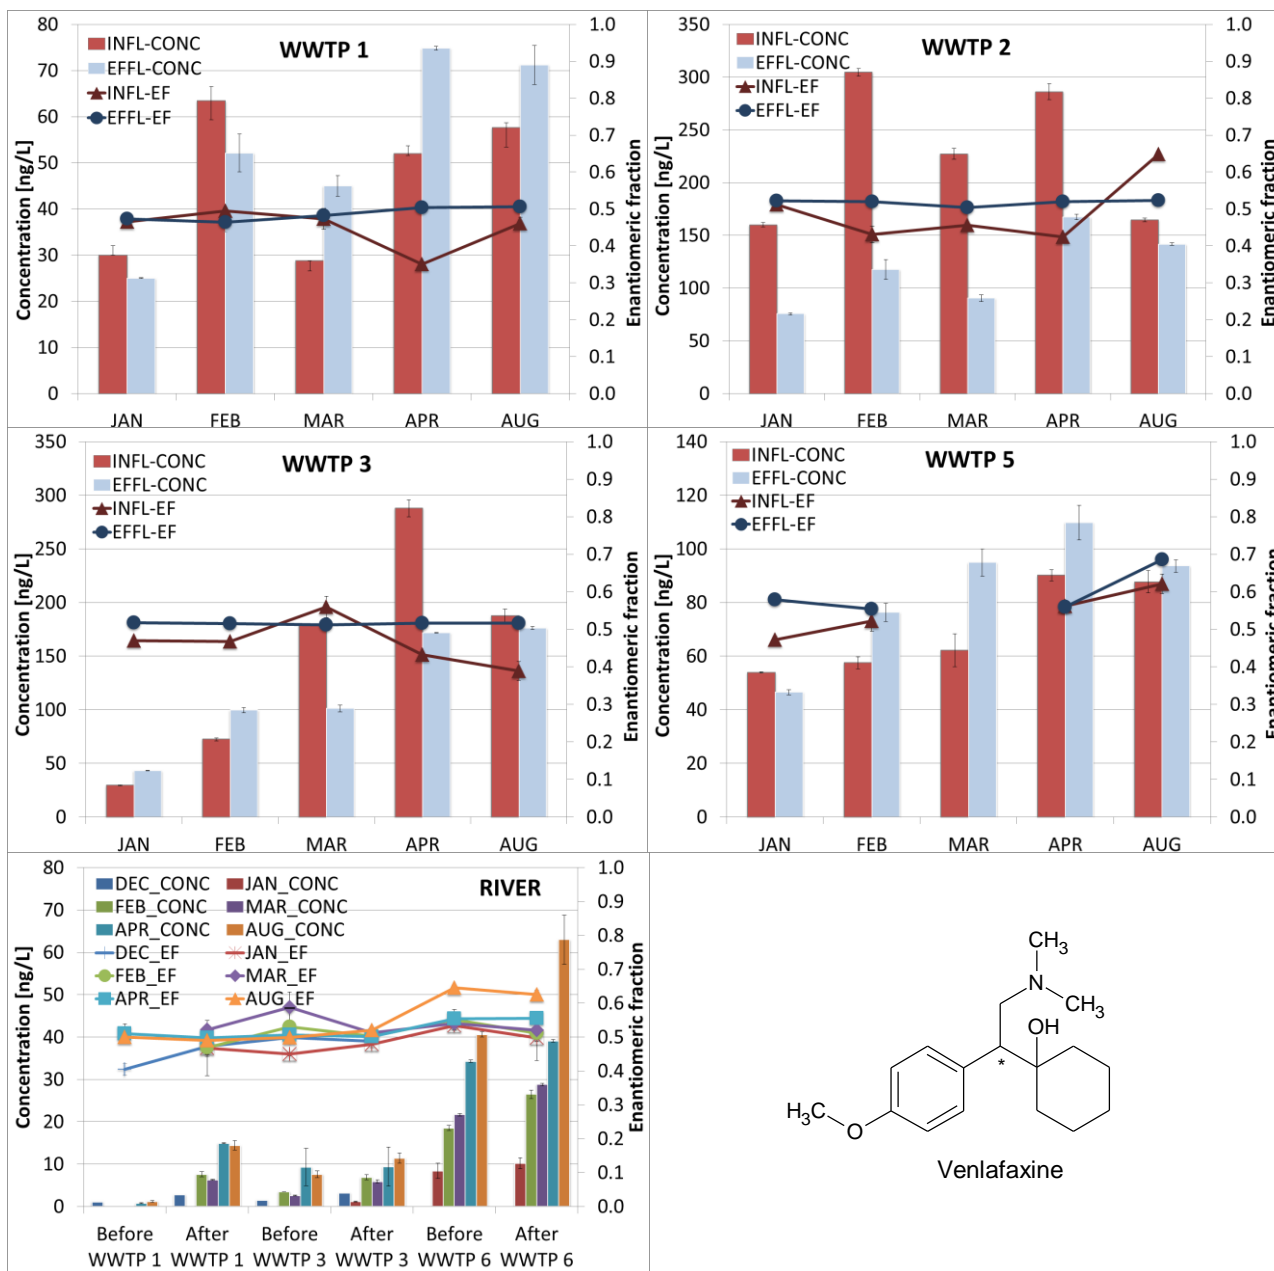 WWTP 1
INFL-CONC
EFFL-CONC
INFL-EF
EFFL-EF
Concentration [ng/L]
80
70
60
50
40
30
20
10
0
1.0
0.9
0.8
0.7
0.6
0.5
0.4
0.3
0.2
0.1
0.0
Enantiomeric fraction
JAN FEB MAR APR AUG
WWTP 2
INFL-CONC
EFFL-CONC
INFL-EF
EFFL-EF
Concentration [ng/L]
350
300
250
200
150
100
50
0
1.0
0.9
0.8
0.7
0.6
0.5
0.4
0.3
0.2
0.1
0.0
Enantiomeric fraction
JAN FEB MAR APR AUG
WWTP 3
INFL-CONC
EFFL-CONC
INFL-EF
EFFL-EF
Concentration [ng/L]
350
300
250
200
150
100
50
0
1.0
0.9
0.8
0.7
0.6
0.5
0.4
0.3
0.2
0.1
0.0
Enantiomeric fraction
JAN FEB MAR APR AUG
WWTP 5
INFL-CONC
EFFL-CONC
INFL-EF
EFFL-EF
Concentration [ng/L]
140
120
100
80
60
40
20
0
1.0
0.9
0.8
0.7
0.6
0.5
0.4
0.3
0.2
0.1
0.0
Enantiomeric fraction
JAN FEB MAR APR AUG
RIVER
DEC_CONC JAN_CONC
FEB_CONC MAR_CONC
APR_CONC AUG_CONC
DEC_EF JAN_EF
FEB_EF MAR_EF
APR_EF AUG_EF
Concentration [ng/L]
80
70
60
50
40
30
20
10
0
1.0
0.9
0.8
0.7
0.6
0.5
0.4
0.3
0.2
0.1
0.0
Enantiomeric fraction
Before After Before After Before After
WWTP 1 WWTP 1 WWTP 3 WWTP 3 WWTP 6 WWTP 6
CH3
H3C
N
CH3
OH
*
H3C
O
Venlafaxine